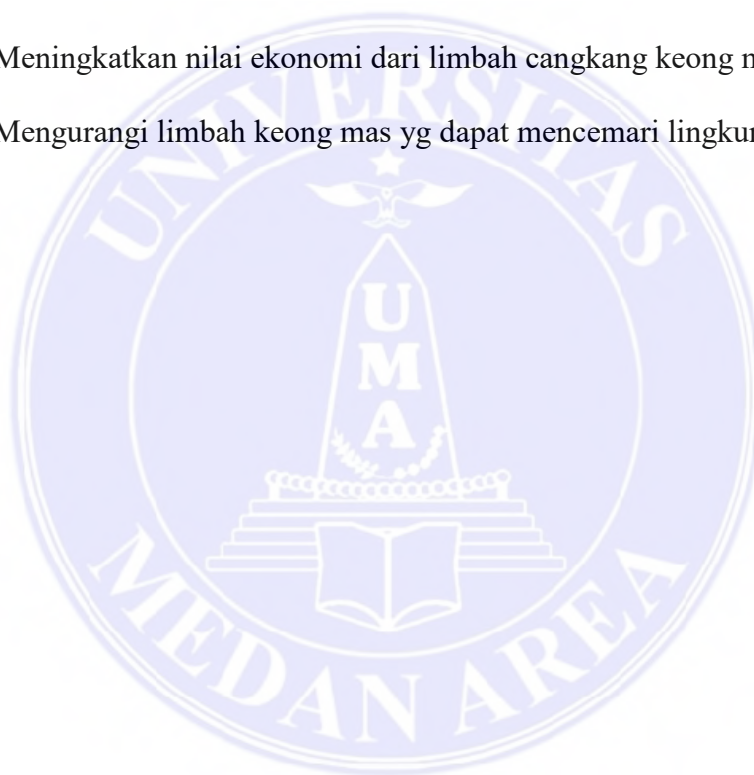 Meningkatkan nilai ekonomi dari limbah cangkang keong
Mengurangi limbah keong mas yg dapat mencemari
UNIVERSITAS
UMA
MEDAN AREA